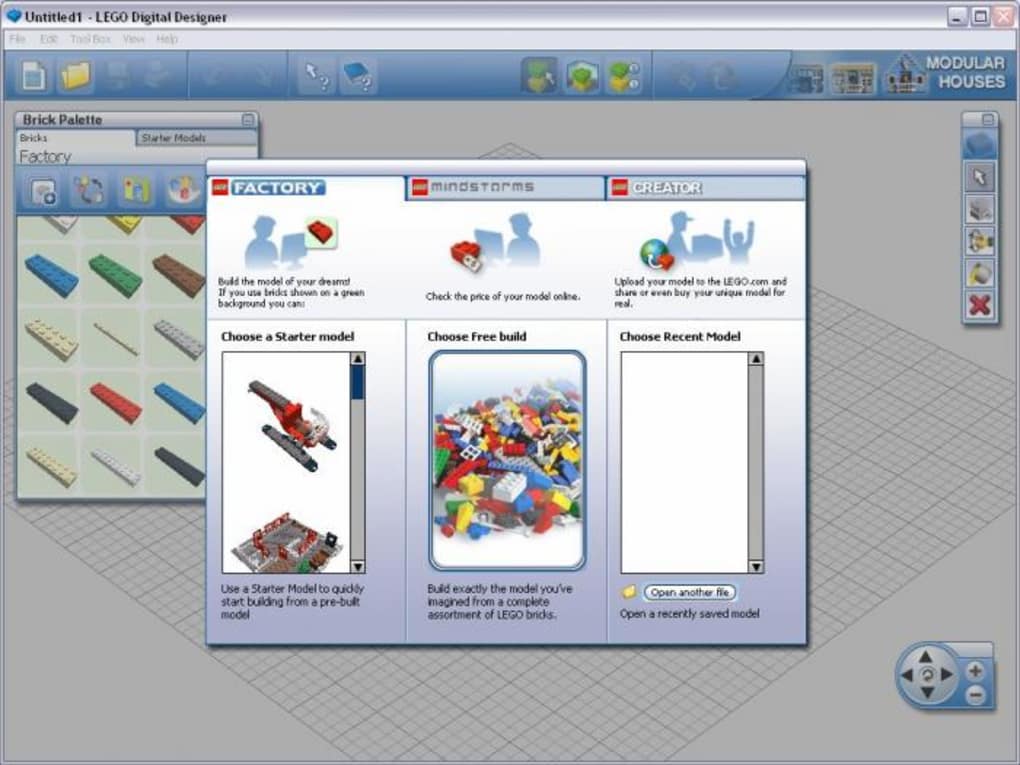 Untitled1 - LEGO Digital Designer
File Edit Tool Box View Help
MODULAR
HOUSES
Brick Palette
Bricks
Starter Models
Factory
LEGO FACTORY
LEGO mindstorms
LEGO CREATOR
Build the model of your dreams!
If you use bricks shown on a green
background you can:
Check the price of your model online.
Upload your model to the LEGO.com and
share or even buy your unique model for
real.
Choose a Starter model
Choose Free build
Choose Recent Model
Use a Starter Model to quickly
start building from a pre-built
model
Build exactly the model you've
imagined from a complete
assortment of LEGO bricks.
Open another file
Open a recently saved model